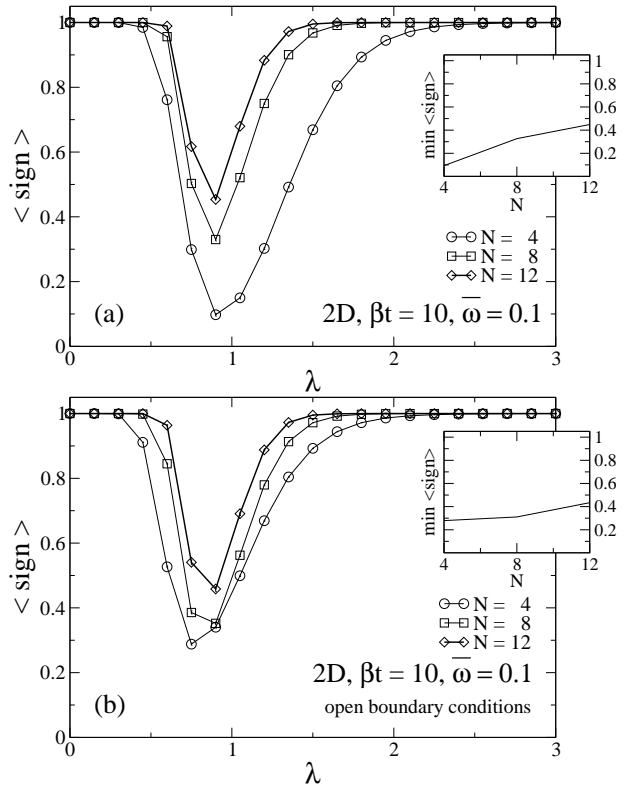 1
0.8
0.6
0.4
0.2
0
< sign >
1
0.8
0.6
0.4
0.2
min <sign>
4 8 12
N
N = 4
N = 8
N = 12
(a)
2D, βt = 10, ω̅ = 0.1
0 1 2 3
λ
1
0.8
0.6
0.4
0.2
0
< sign >
1
0.8
0.6
0.4
0.2
min <sign>
4 8 12
N
N = 4
N = 8
N = 12
(b)
2D, βt = 10, ω̅ = 0.1
open boundary conditions
0 1 2 3
λ